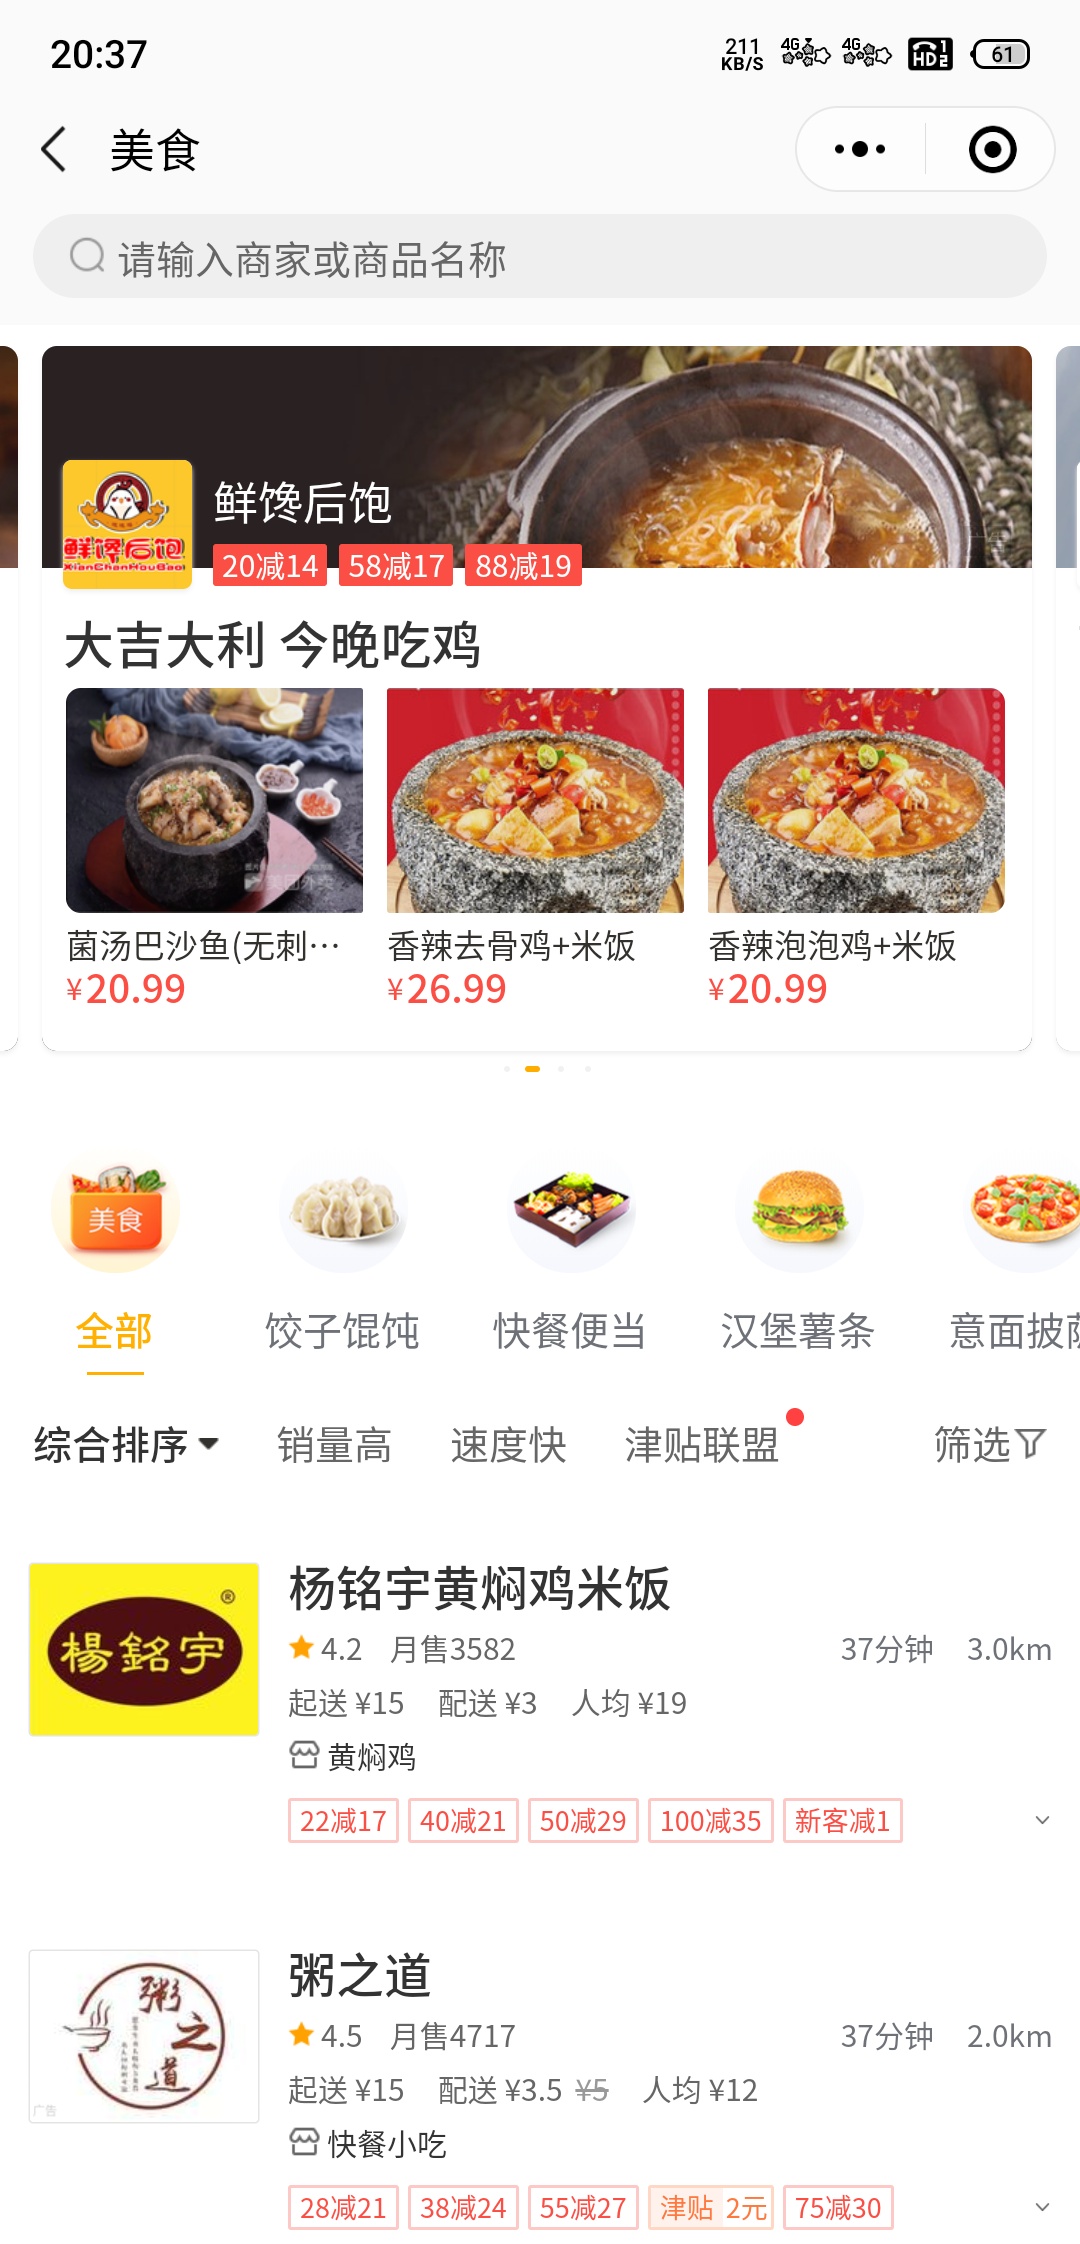 20:37
211
KB/S
4G
4G
HD 1 2
61
美食
请输入商家或商品名称
鲜馋后饱
XianChanHouBao!
鲜馋后饱
20减14 58减17 88减19
大吉大利 今晚吃鸡
美团外卖
菌汤巴沙鱼(无刺… 香辣去骨鸡+米饭 香辣泡泡鸡+米饭
¥20.99 ¥26.99 ¥20.99
美食
全部 饺子馄饨 快餐便当 汉堡薯条 意面披萨
综合排序 销量高 速度快 津贴联盟 筛选
楊銘宇®
杨铭宇黄焖鸡米饭
4.2 月售3582 37分钟 3.0km
起送 ¥15 配送 ¥3 人均 ¥19
黄焖鸡
22减17 40减21 50减29 100减35 新客减1
粥之道
广告
粥之道
4.5 月售4717 37分钟 2.0km
起送 ¥15 配送 ¥3.5 ¥5 人均 ¥12
快餐小吃
28减21 38减24 55减27 津贴 2元 75减30